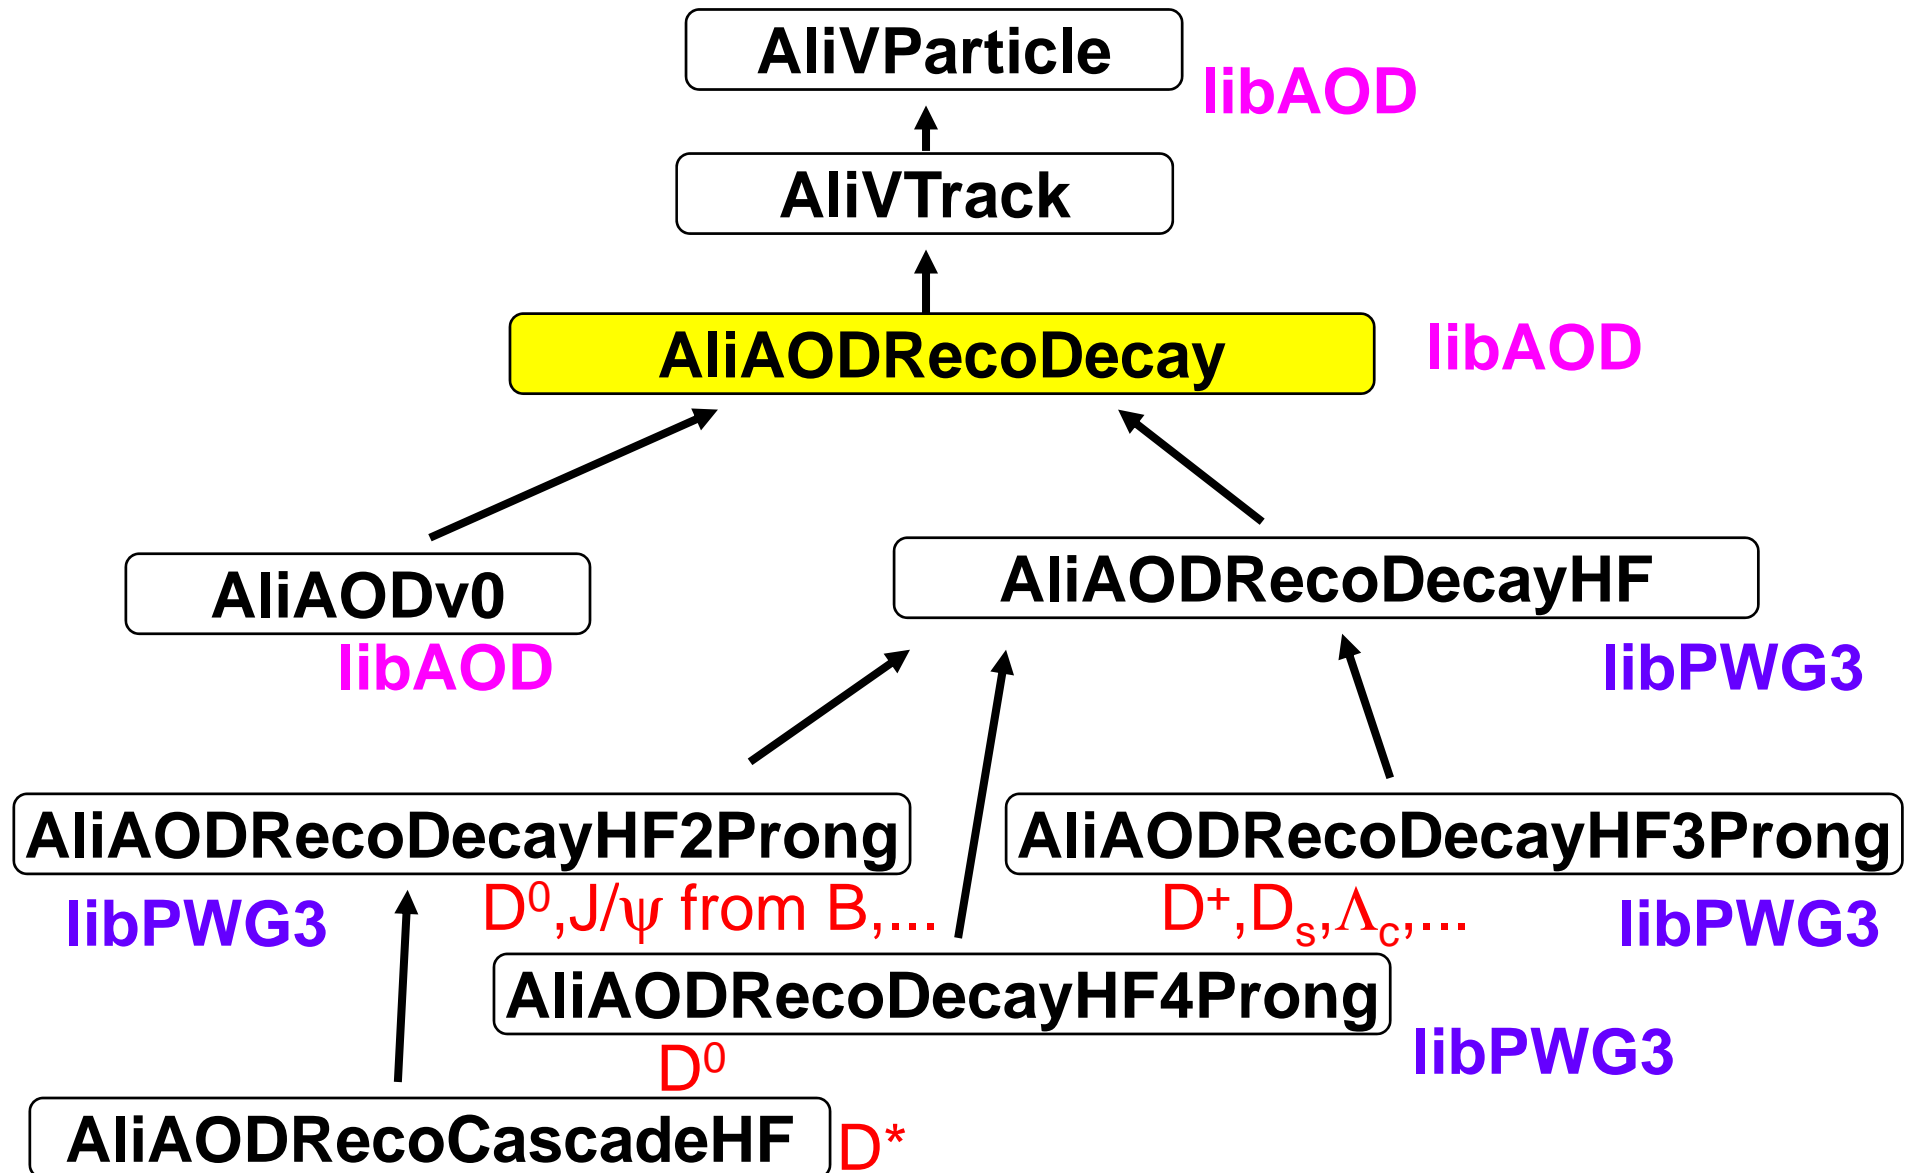 AliVParticle
libAOD
AliVTrack
AliAODRecoDecay
libAOD
AliAODv0
libAOD
AliAODRecoDecayHF
libPWG3
AliAODRecoDecayHF2Prong
libPWG3
D⁰,J/ψ from B,...
AliAODRecoDecayHF3Prong
D⁺,Dₛ,Λc,...
libPWG3
AliAODRecoDecayHF4Prong
D⁰
libPWG3
AliAODRecoCascadeHF
D*